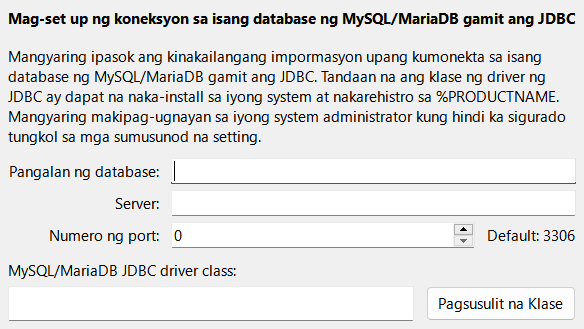 Mag-set up ng koneksyon sa isang database ng MySQL/MariaDB gamit ang JDBC
Mangyaring ipasok ang kinakailangang impormasyon upang kumonekta sa isang
database ng MySQL/MariaDB gamit ang JDBC. Tandaan na ang klase ng driver ng
JDBC ay dapat na naka-install sa iyong system at nakarehistro sa %PRODUCTNAME.
Mangyaring makipag-ugnayan sa iyong system administrator kung hindi ka sigurado
tungkol sa mga sumusunod na setting.
Pangalan ng database:
Server:
Numero ng port: 0 Default: 3306
MySQL/MariaDB JDBC driver class:
Pagsusulit na Klase